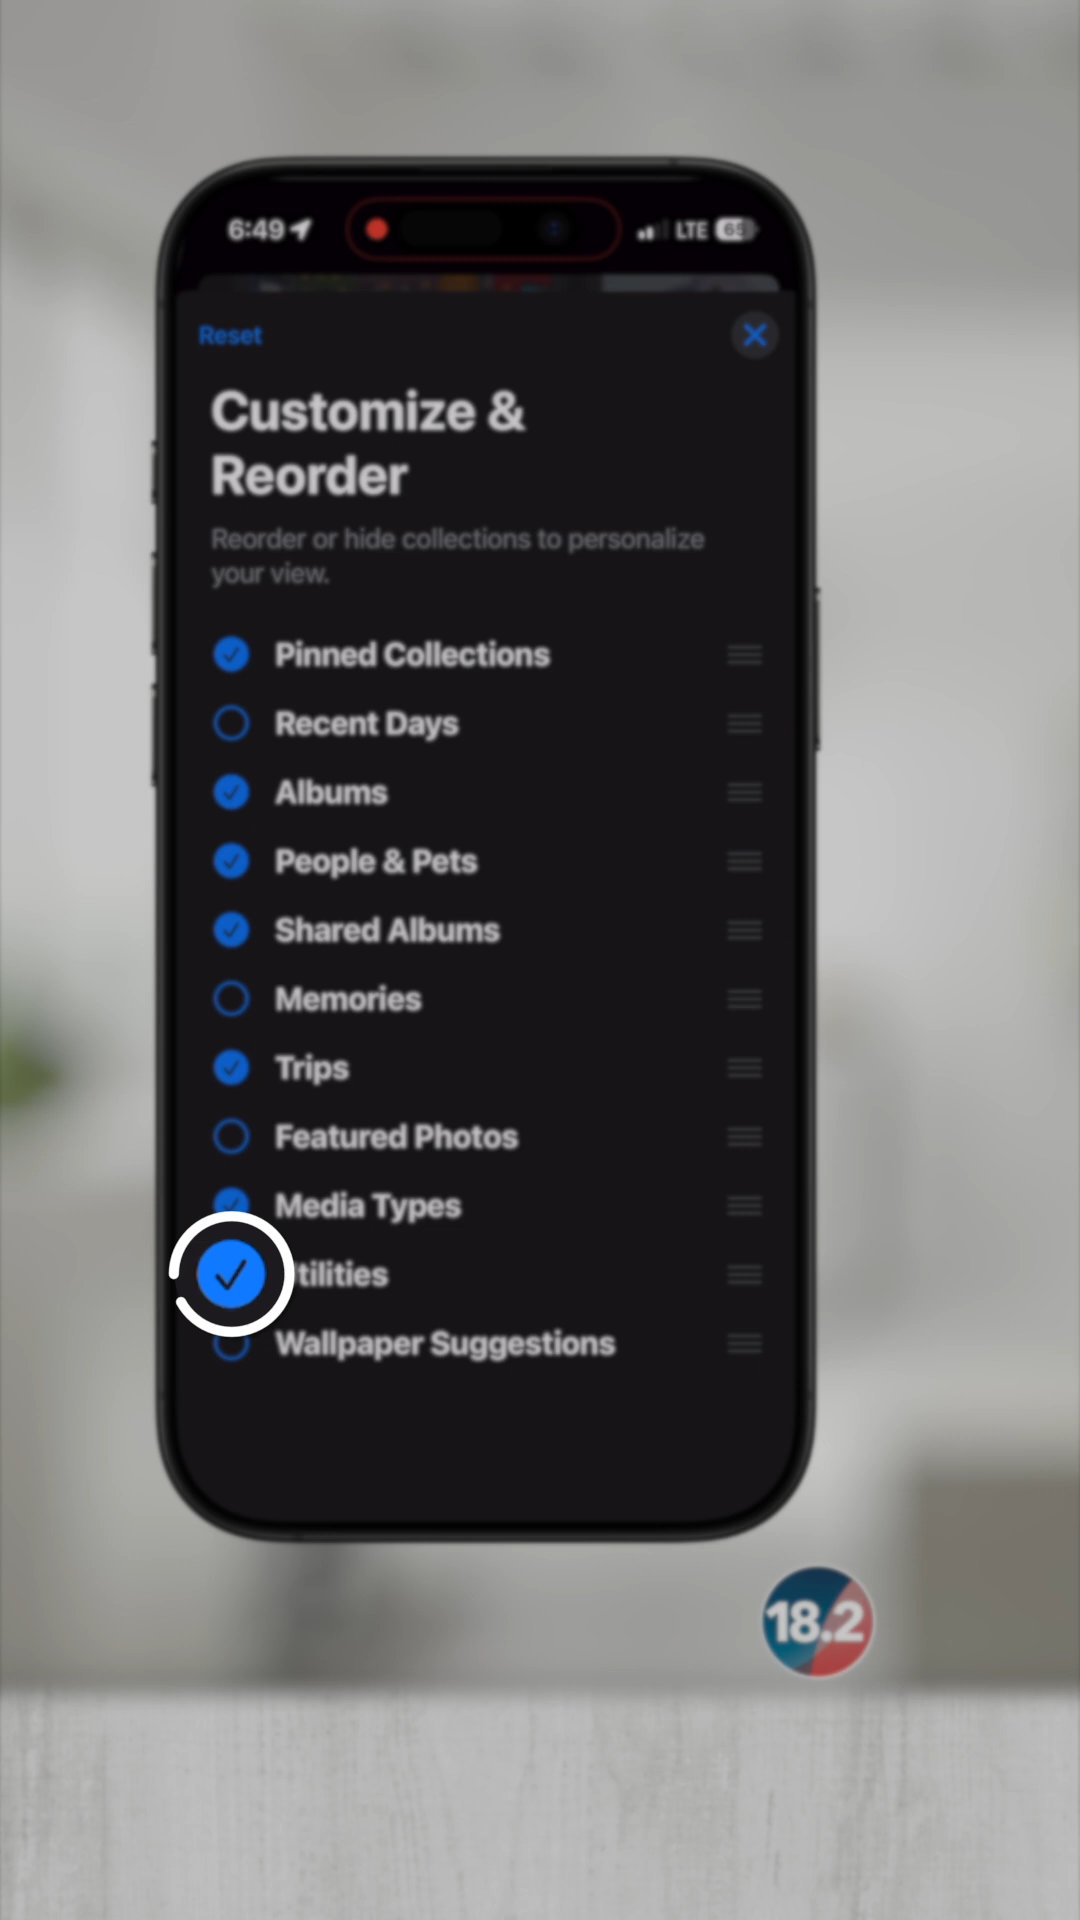 6:49 LTE
Reset
Customize &
Reorder
Reorder or hide collections to personalize
your view.
Pinned Collections
Recent Days
Albums
People & Pets
Shared Albums
Memories
Trips
Featured Photos
Media Types
tilities
Wallpaper Suggestions
18.2